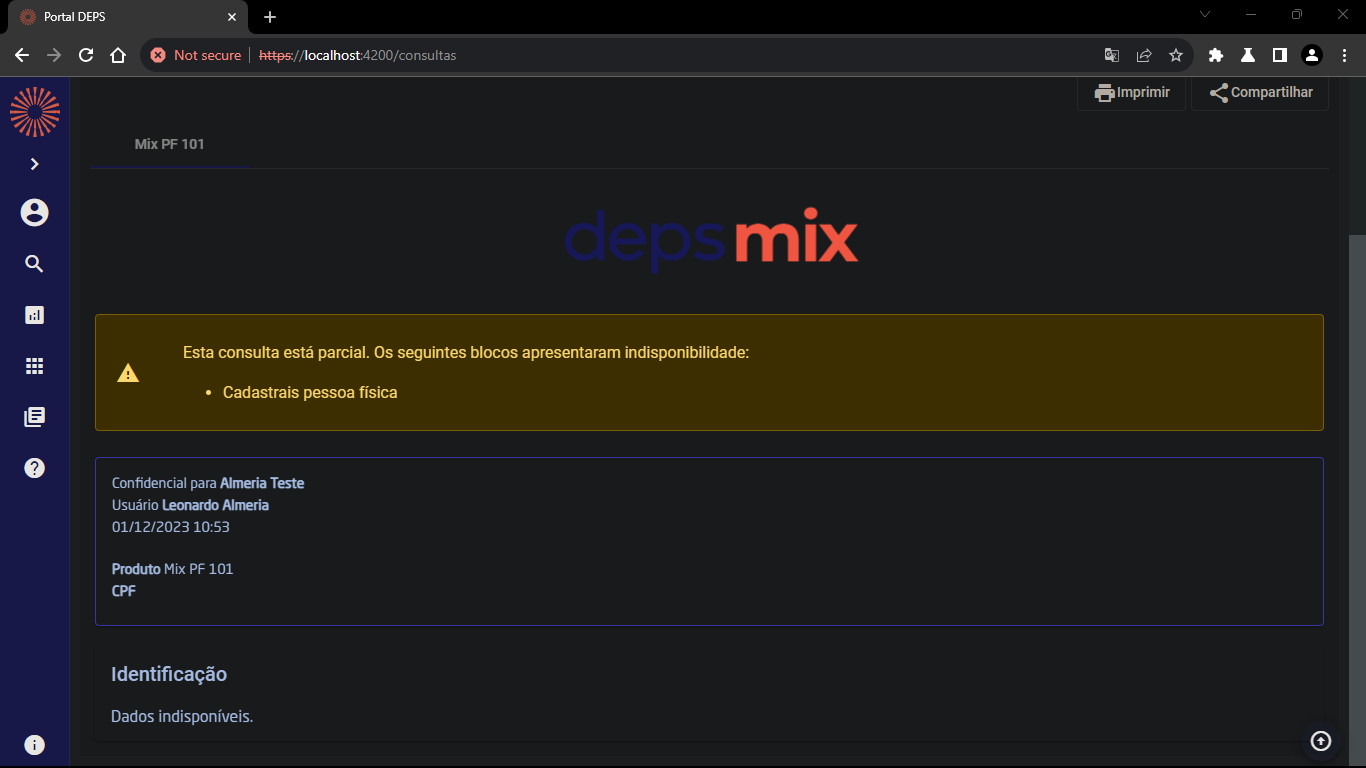 Portal DEPS
Not secure https://localhost:4200/consultas
Imprimir Compartilhar
Mix PF 101
deps mix
Esta consulta está parcial. Os seguintes blocos apresentaram indisponibilidade:
• Cadastrais pessoa física
Confidencial para Almeria Teste
Usuário Leonardo Almeria
01/12/2023 10:53
Produto Mix PF 101
CPF
Identificação
Dados indisponíveis.